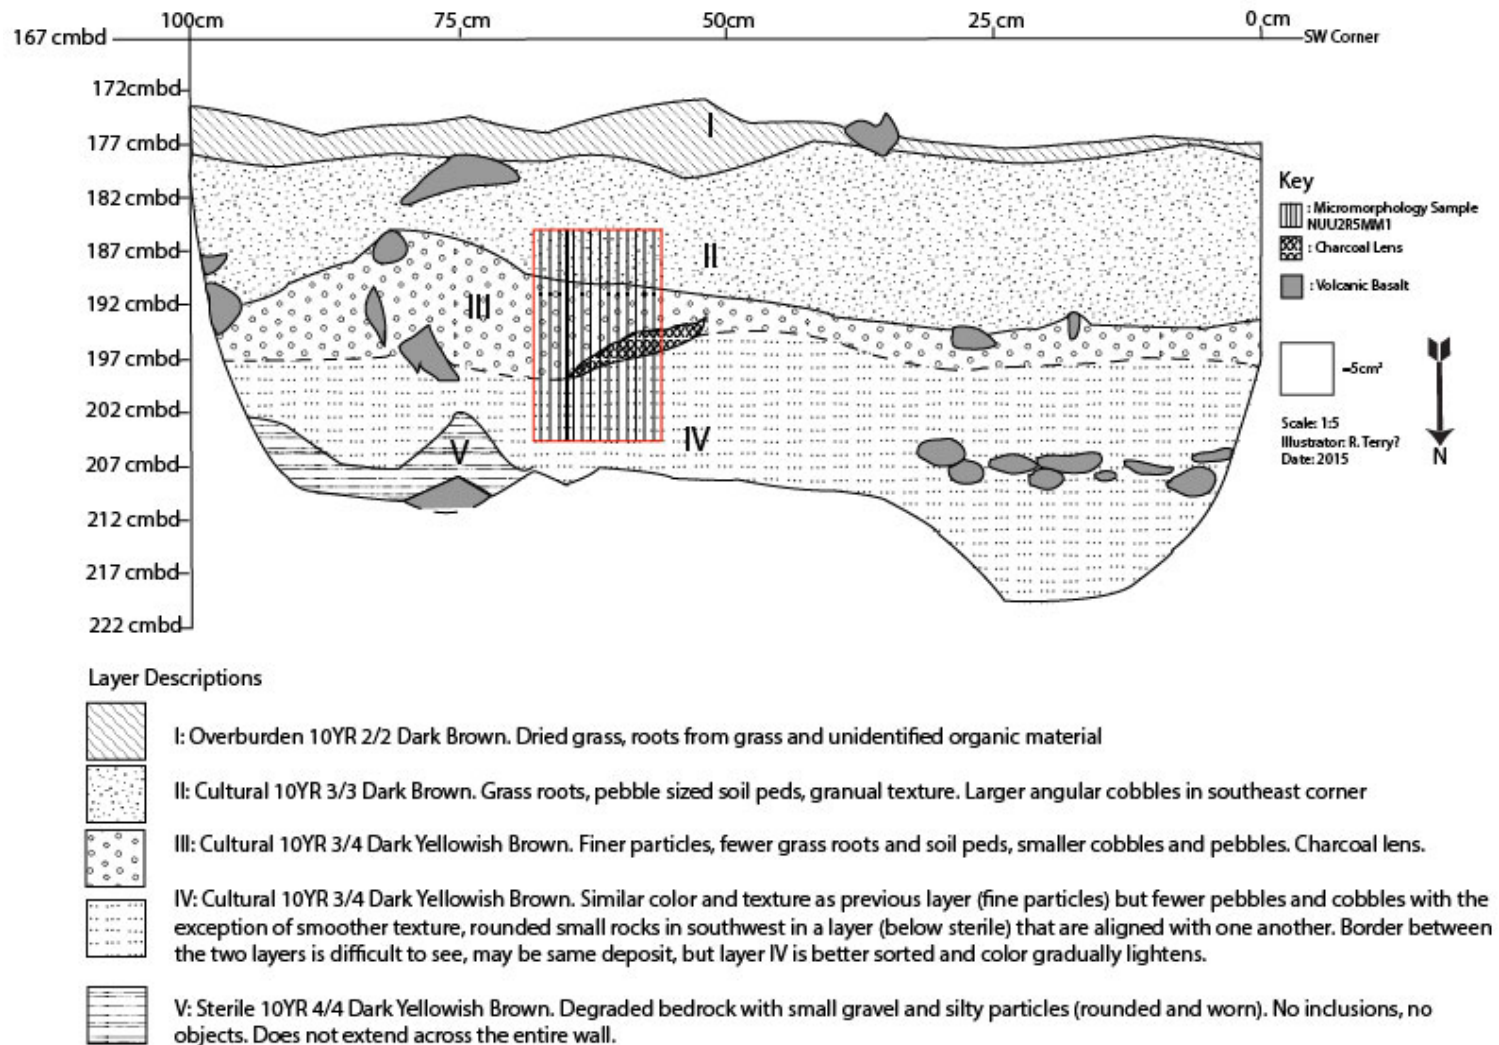 100cm 75 cm 50cm 25 cm 0 cm
167 cmbd SW Corner
172cmbd
177 cmbd
182 cmbd
187 cmbd
192 cmbd
197 cmbd
202 cmbd
207 cmbd
212 cmbd
217 cmbd
222 cmbd
I
II
III
IV
V
Key
: Micromorphology Sample
NUU2R5MM1
: Charcoal Lens
: Volcanic Basalt
=5cm²
Scale: 1:5
Illustrator: R. Terry?
Date: 2015
N
Layer Descriptions
I: Overburden 10YR 2/2 Dark Brown. Dried grass, roots from grass and unidentified organic material
II: Cultural 10YR 3/3 Dark Brown. Grass roots, pebble sized soil peds, granual texture. Larger angular cobbles in southeast corner
III: Cultural 10YR 3/4 Dark Yellowish Brown. Finer particles, fewer grass roots and soil peds, smaller cobbles and pebbles. Charcoal lens.
IV: Cultural 10YR 3/4 Dark Yellowish Brown. Similar color and texture as previous layer (fine particles) but fewer pebbles and cobbles with the
exception of smoother texture, rounded small rocks in southwest in a layer (below sterile) that are aligned with one another. Border between
the two layers is difficult to see, may be same deposit, but layer IV is better sorted and color gradually lightens.
V: Sterile 10YR 4/4 Dark Yellowish Brown. Degraded bedrock with small gravel and silty particles (rounded and worn). No inclusions, no
objects. Does not extend across the entire wall.